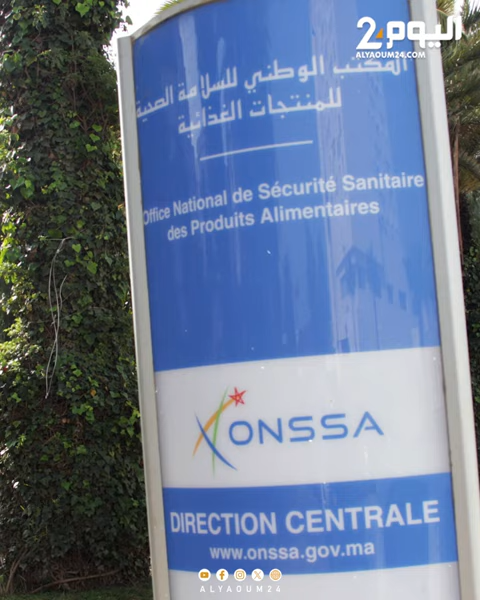 اليوم 24
ALYAOUM24.COM
المكتب الوطني للسلامة الصحية
للمنتجات الغذائية
Office National de Sécurité Sanitaire
des Produits Alimentaires
ONSSA
DIRECTION CENTRALE
www.onssa.gov.ma
ALYAOUM24